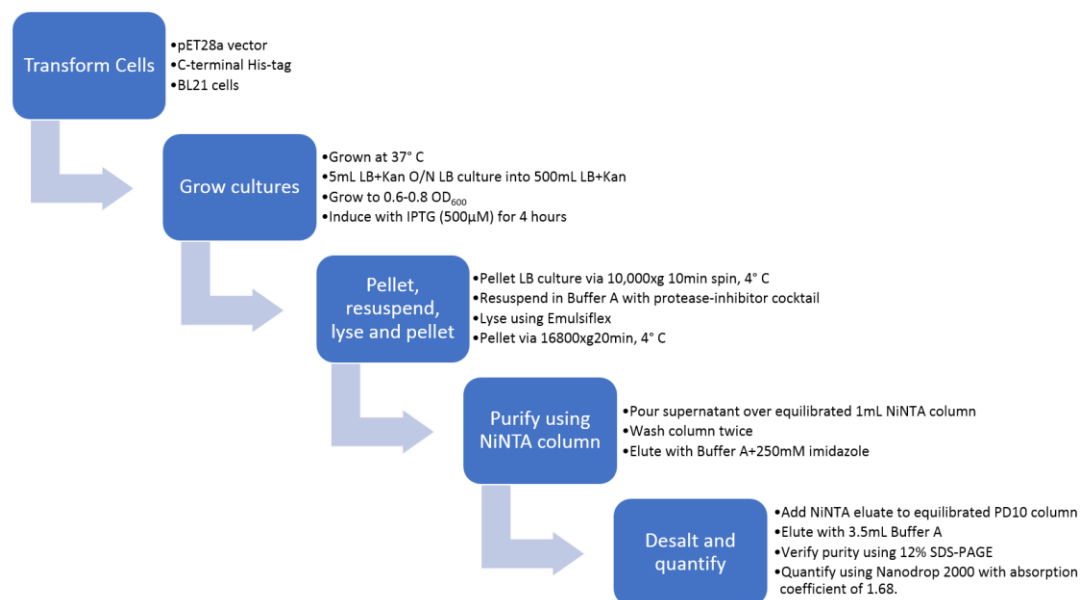 Transform Cells
•pET28a vector
•C-terminal His-tag
•BL21 cells
Grow cultures
•Grown at 37° C
•5mL LB+Kan O/N LB culture into 500mL LB+Kan
•Grow to 0.6-0.8 OD600
•Induce with IPTG (500μM) for 4 hours
Pellet,
resuspend,
lyse and pellet
•Pellet LB culture via 10,000xg 10min spin, 4° C
•Resuspend in Buffer A with protease-inhibitor cocktail
•Lyse using Emulsiflex
•Pellet via 16800xg20min, 4° C
Purify using
NiNTA column
•Pour supernatant over equilibrated 1mL NiNTA column
•Wash column twice
•Elute with Buffer A+250mM imidazole
Desalt and
quantify
•Add NiNTA eluate to equilibrated PD10 column
•Elute with 3.5mL Buffer A
•Verify purity using 12% SDS-PAGE
•Quantify using Nanodrop 2000 with absorption
coefficient of 1.68.